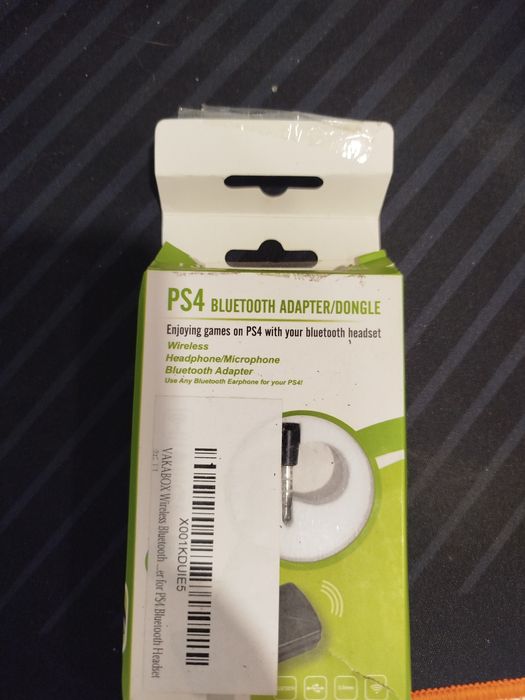 PS4 BLUETOOTH ADAPTER/DONGLE
Enjoying games on PS4 with your bluetooth headset
Wireless
Headphone/Microphone
Bluetooth Adapter
Use Any Bluetooth Earphone for your PS4!
X001KDUIE5
VAKABOX Wireless Bluetooth ...er for PS4 Bluetooth Headset